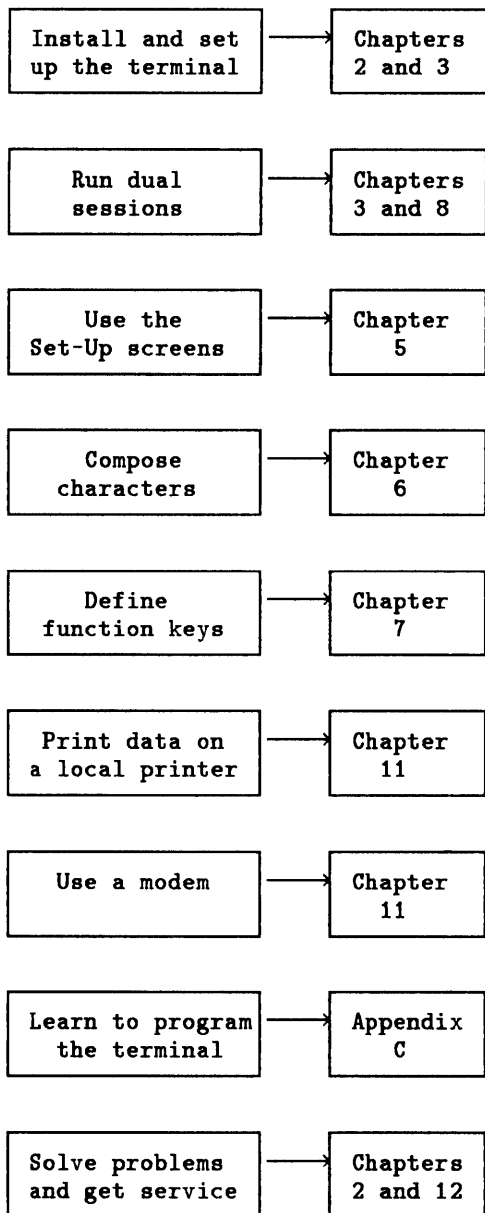 Install and set
up the terminal
Chapters
2 and 3
Run dual
sessions
Chapters
3 and 8
Use the
Set-Up screens
Chapter
5
Compose
characters
Chapter
6
Define
function keys
Chapter
7
Print data on
a local printer
Chapter
11
Use a modem
Chapter
11
Learn to program
the terminal
Appendix
C
Solve problems
and get service
Chapters
2 and 12